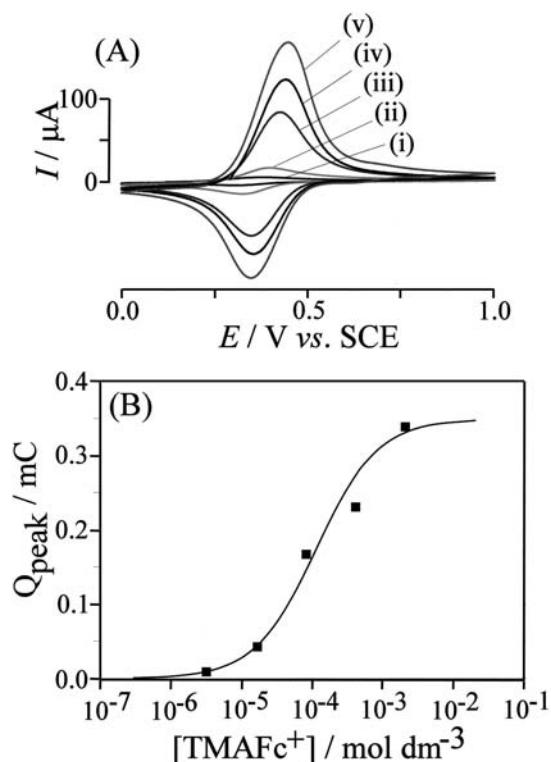 (A)
(v)
(iv)
(iii)
(ii)
(i)
100
0
I / μA
0.0 0.5 1.0
E / V vs. SCE
(B)
0.4
0.3
0.2
0.1
0.0
Qpeak / mC
10-7 10-6 10-5 10-4 10-3 10-2 10-1
[TMAFc+] / mol dm-3